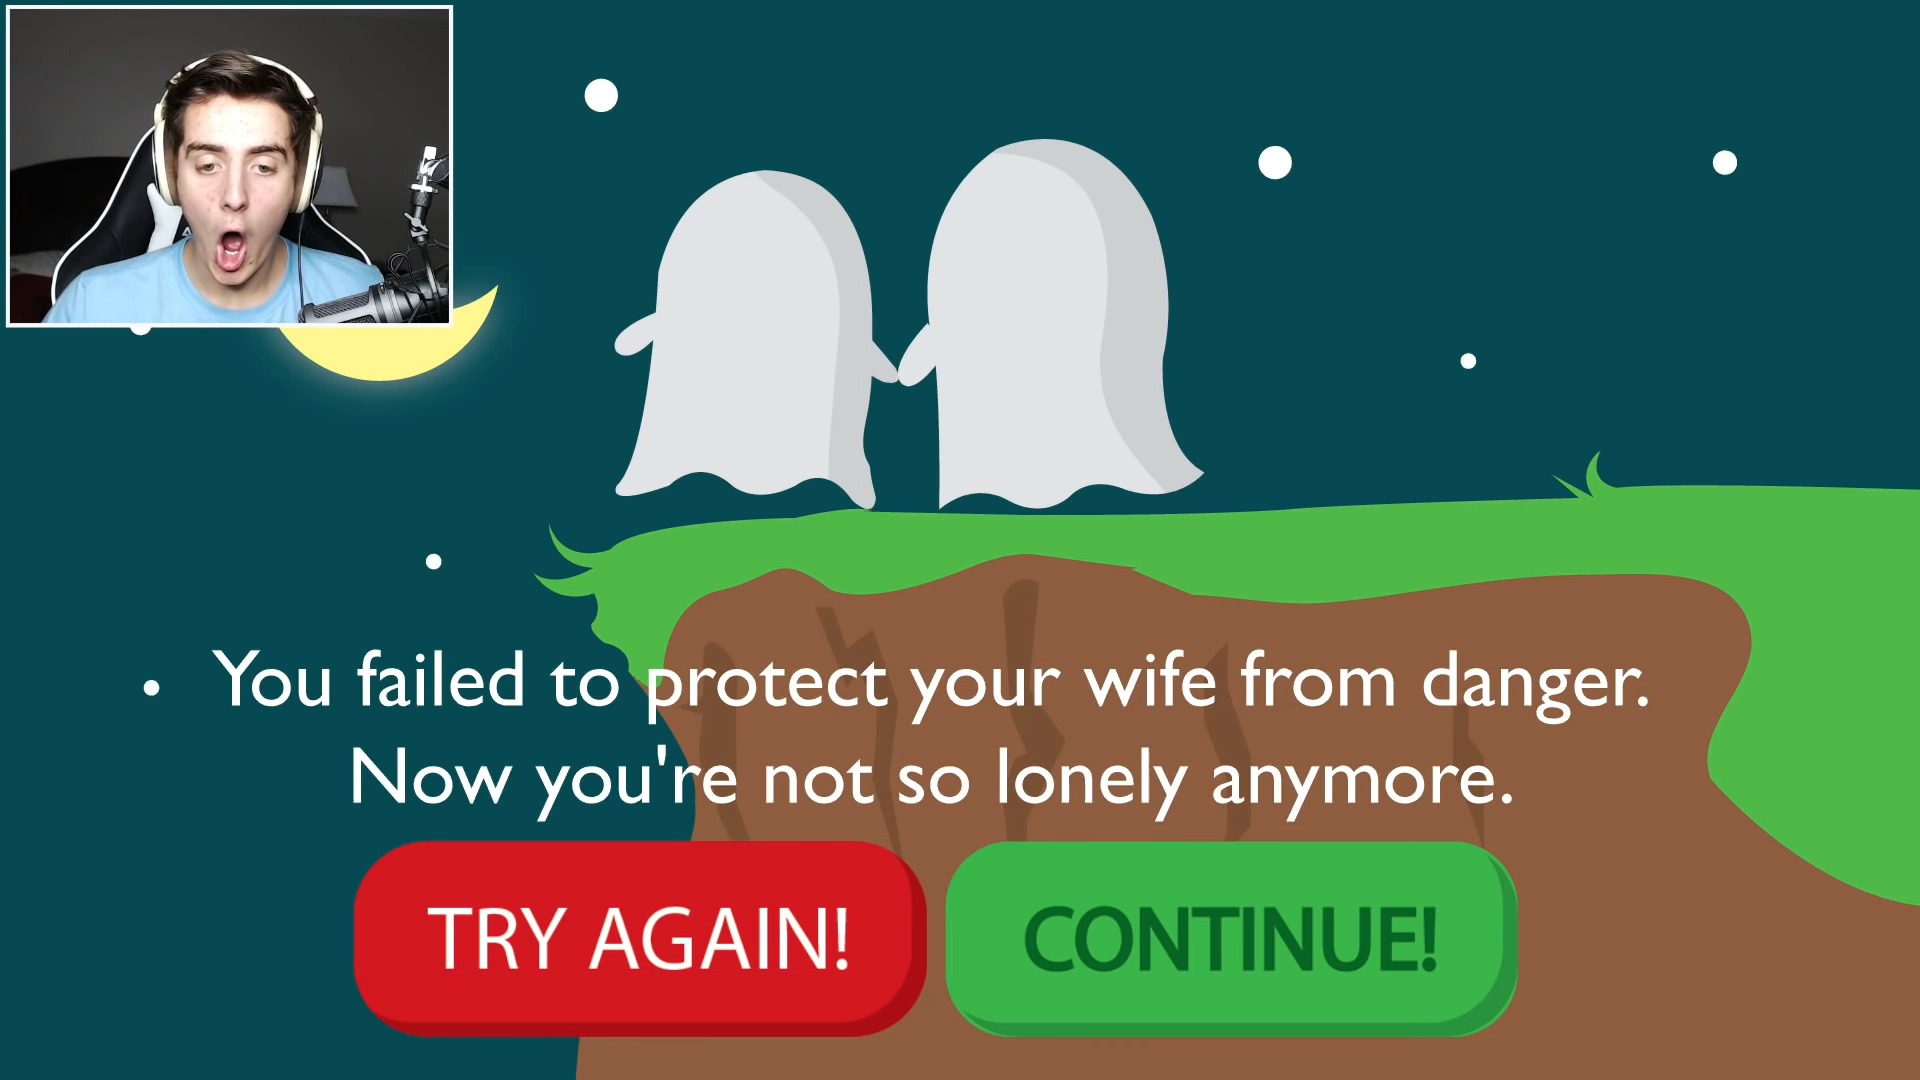 You failed to protect your wife from danger.
Now you're not so lonely anymore.
TRY AGAIN!
CONTINUE!